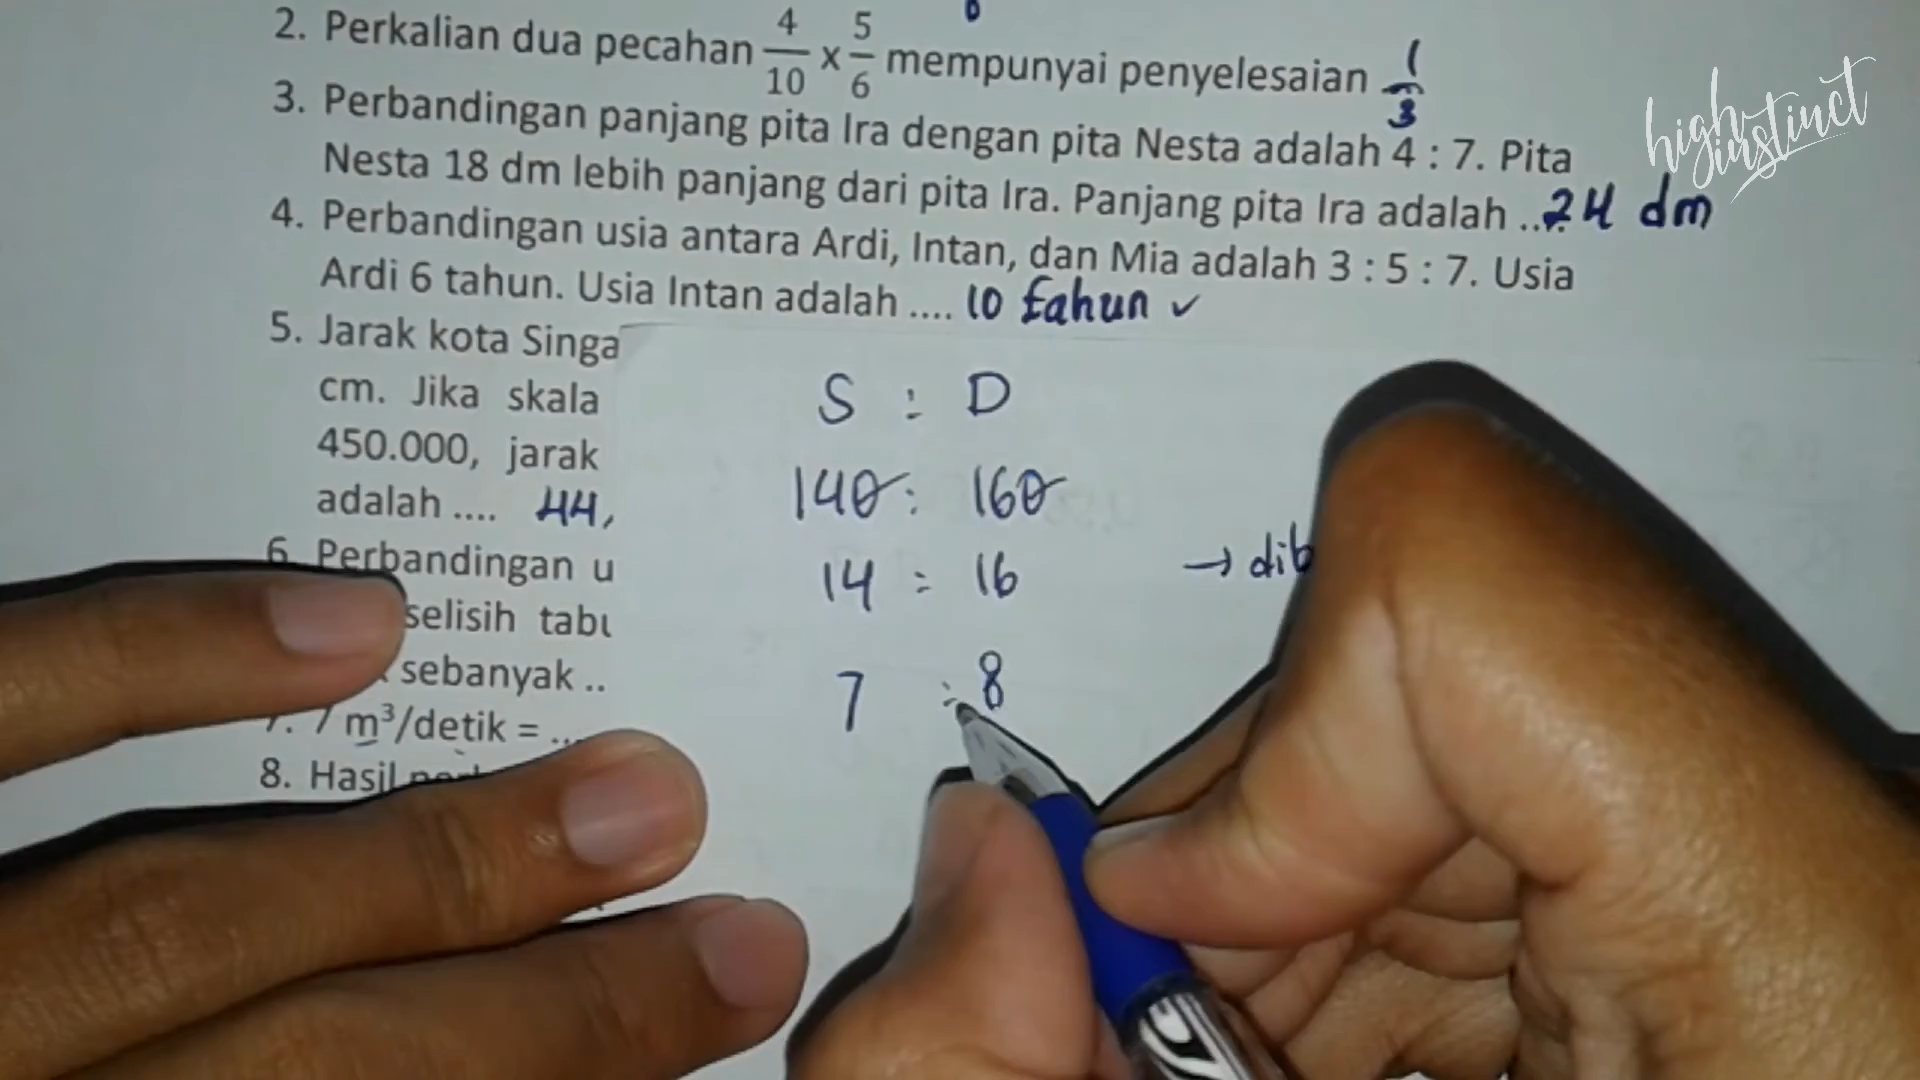 2. Perkalian dua pecahan 4/10 x 5/6 mempunyai penyelesaian 1/3
3. Perbandingan panjang pita Ira dengan pita Nesta adalah 4 : 7. Pita
Nesta 18 dm lebih panjang dari pita Ira. Panjang pita Ira adalah .... 24 dm
4. Perbandingan usia antara Ardi, Intan, dan Mia adalah 3 : 5 : 7. Usia
Ardi 6 tahun. Usia Intan adalah .... 10 tahun ✓
5. Jarak kota Singa
cm. Jika skala
450.000, jarak
adalah .... 44,
6. Perbandingan u
selisih tabu
sebanyak ..
7. 7 m³/detik = ...
8. Hasil
S : D
140 : 160
14 : 16
→ dib
7 : 8
high instinct